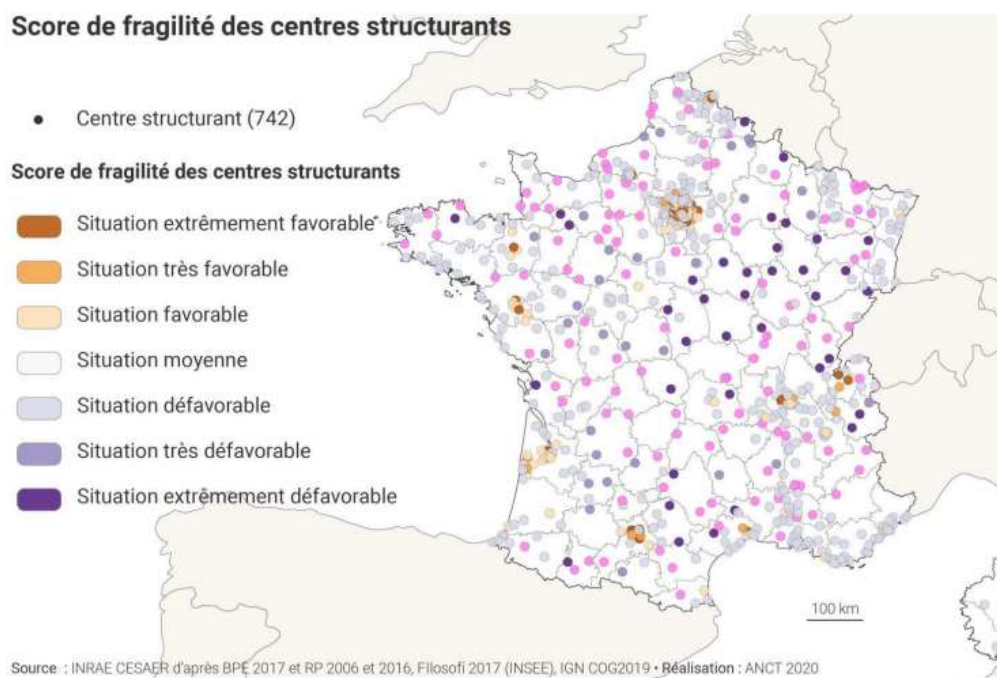 Score de fragilité des centres structurants
Centre structurant (742)
Score de fragilité des centres structurants
Situation extrêmement favorable
Situation très favorable
Situation favorable
Situation moyenne
Situation défavorable
Situation très défavorable
Situation extrêmement défavorable
100 km
Source : INRAE CESAER d'après BPE 2017 et RP 2006 et 2016, Filosofi 2017 (INSEE), IGN COG2019 • Réalisation : ANCT 2020